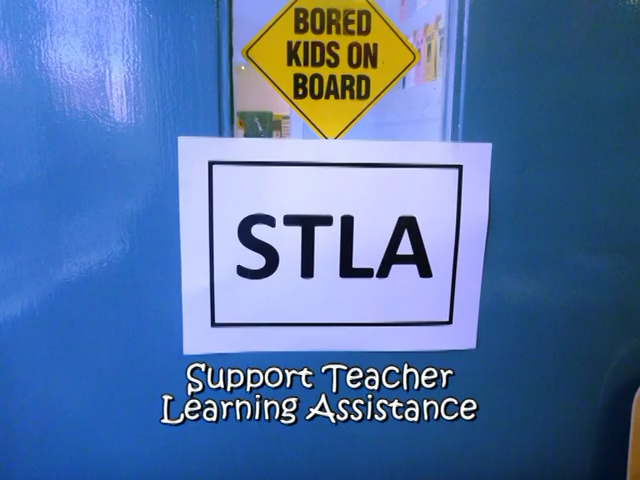 BORED
KIDS ON
BOARD
STLA
Support Teacher
Learning Assistance